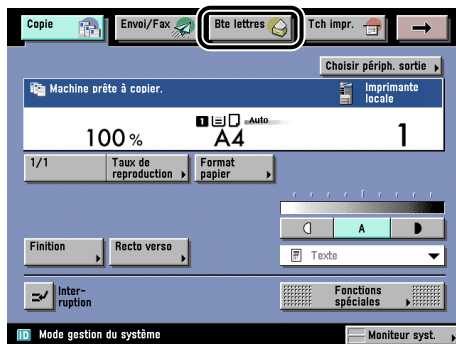 Copie
Envoi/Fax
Bte lettres
Tch impr.
Choisir périph. sortie
Machine prête à copier.
Imprimante
locale
100 %
1
Auto
A4
1
1/1
Taux de
reproduction
Format
papier
A
Texte
Finition
Recto verso
Inter-
ruption
Fonctions
spéciales
ID Mode gestion du système
Moniteur syst.